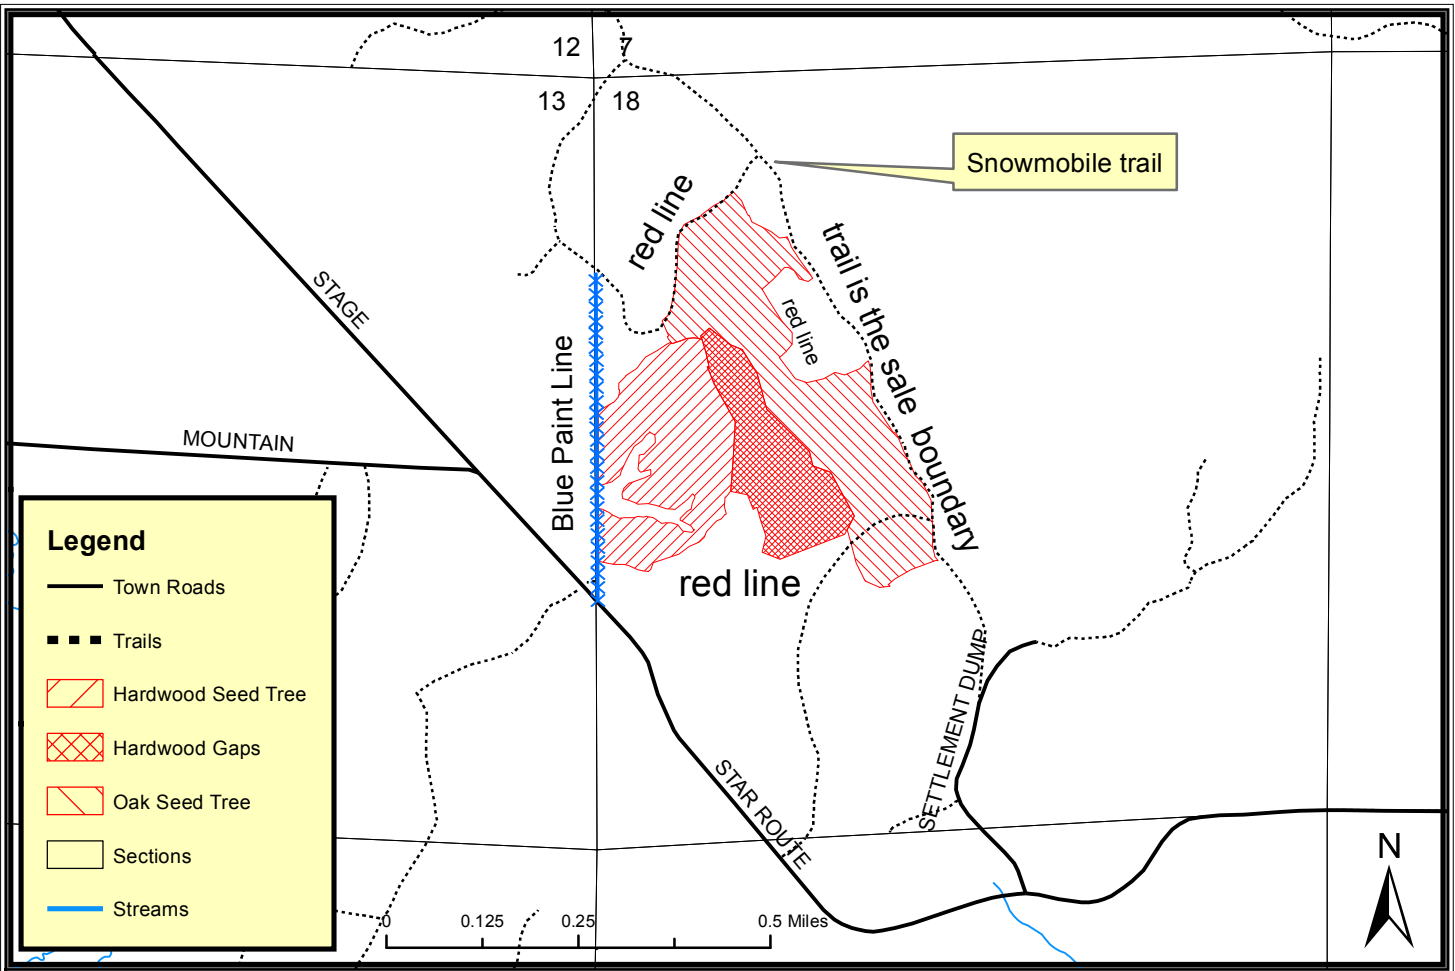 12
7
13
18
Snowmobile trail
red line
trail is the sale boundary
STAGE
red line
Blue Paint Line
MOUNTAIN
red line
Legend
Town Roads
Trails
Hardwood Seed Tree
Hardwood Gaps
Oak Seed Tree
Sections
Streams
SETTLEMENT DUMP
STAR ROUTE
N
0
0.125
0.25
0.5 Miles